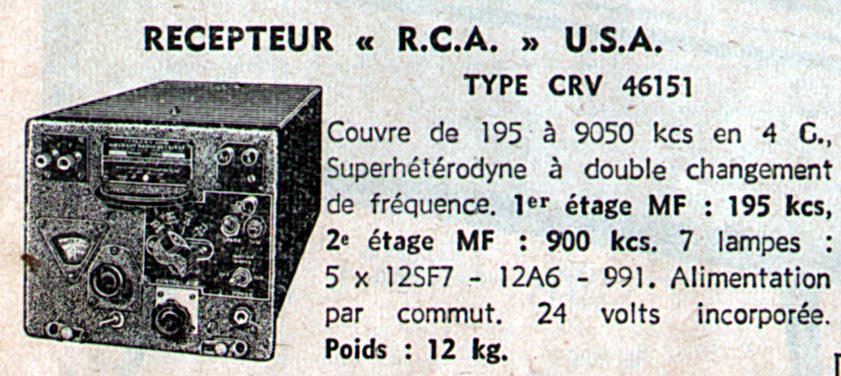 RECEPTEUR « R.C.A. » U.S.A.
TYPE CRV 46151
Couvre de 195 à 9050 kcs en 4 G.,
Superhétérodyne à double changement
de fréquence. 1er étage MF : 195 kcs,
2e étage MF : 900 kcs. 7 lampes :
5 x 12SF7 - 12A6 - 991. Alimentation
par commut. 24 volts incorporée.
Poids : 12 kg.